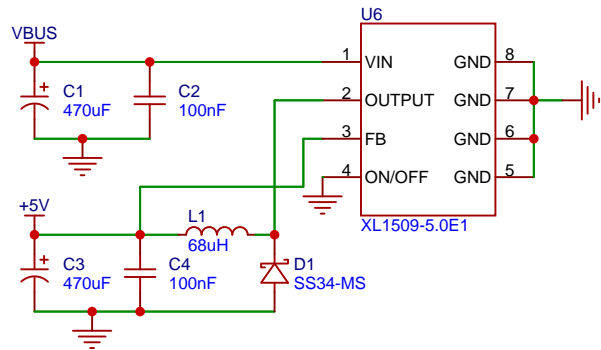 U6
VBUS
1 VIN GND 8
C1 C2
470uF 100nF
2 OUTPUT GND 7
3 FB GND 6
4 ON/OFF GND 5
+5V
L1
68uH
XL1509-5.0E1
C3 C4 D1
470uF 100nF SS34-MS